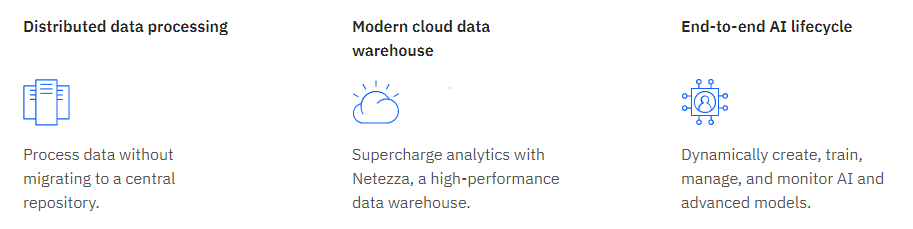 Distributed data processing
Process data without
migrating to a central
repository.
Modern cloud data
warehouse
Supercharge analytics with
Netezza, a high-performance
data warehouse.
End-to-end AI lifecycle
Dynamically create, train,
manage, and monitor AI and
advanced models.